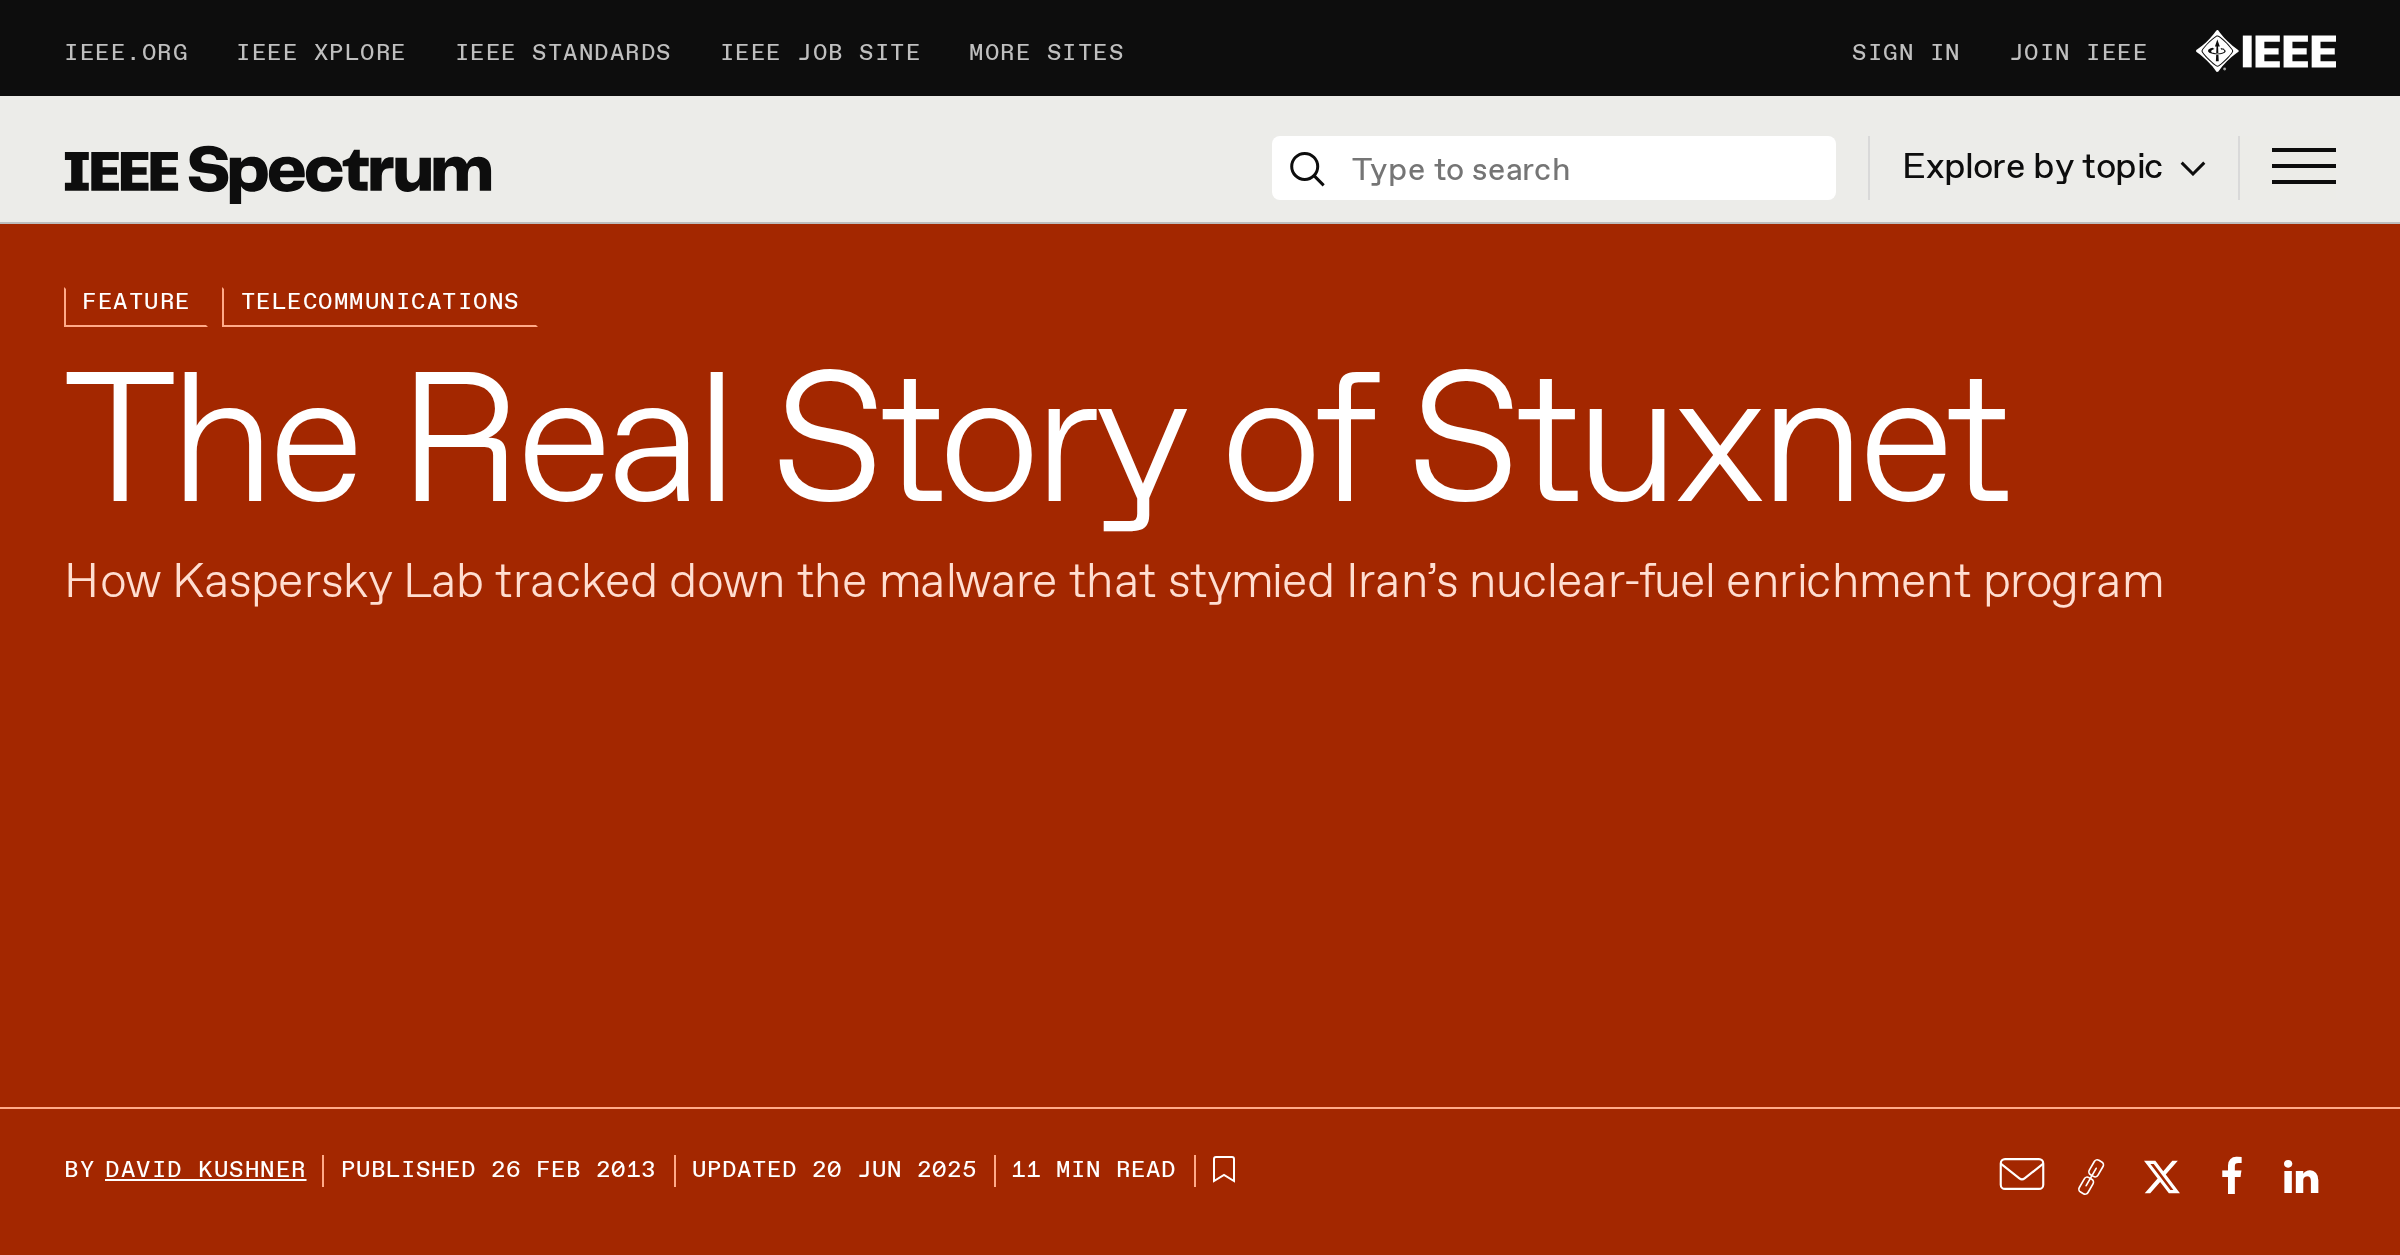 IEEE.ORG IEEE XPLORE IEEE STANDARDS IEEE JOB SITE MORE SITES SIGN IN JOIN IEEE IEEE
IEEE Spectrum Type to search Explore by topic
FEATURE TELECOMMUNICATIONS
The Real Story of Stuxnet
How Kaspersky Lab tracked down the malware that stymied Iran’s nuclear-fuel enrichment program
BY DAVID KUSHNER PUBLISHED 26 FEB 2013 UPDATED 20 JUN 2025 11 MIN READ